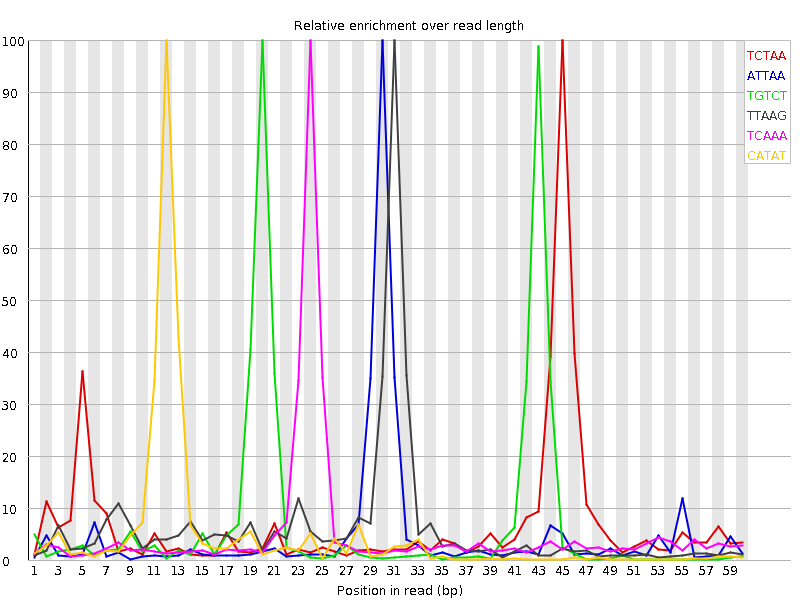 Relative enrichment over read length
100
90
80
70
60
50
40
30
20
10
0
TCTAA
ATTAA
TGTCT
TTAAG
TCAAA
CATAT
1 3 5 7 9 11 13 15 17 19 21 23 25 27 29 31 33 35 37 39 41 43 45 47 49 51 53 55 57 59
Position in read (bp)